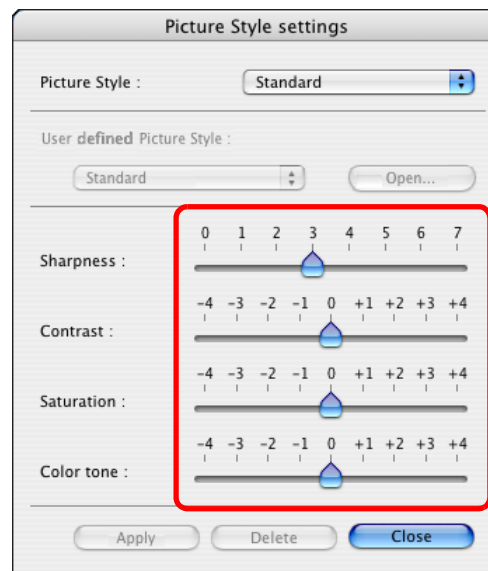 Picture Style settings
Picture Style :
Standard
User defined Picture Style :
Standard
Open...
0 1 2 3 4 5 6 7
Sharpness :
-4 -3 -2 -1 0 +1 +2 +3 +4
Contrast :
-4 -3 -2 -1 0 +1 +2 +3 +4
Saturation :
-4 -3 -2 -1 0 +1 +2 +3 +4
Color tone :
Apply
Delete
Close